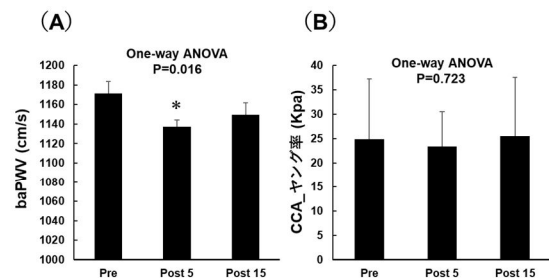 (A)
One-way ANOVA
P=0.016
baPWV (cm/s)
1200
1180
1160
1140
1120
1100
1080
1060
1040
1020
1000
*
Pre
Post 5
Post 15
(B)
One-way ANOVA
P=0.723
CCA_ヤング率 (Kpa)
40
35
30
25
20
15
10
5
0
Pre
Post 5
Post 15